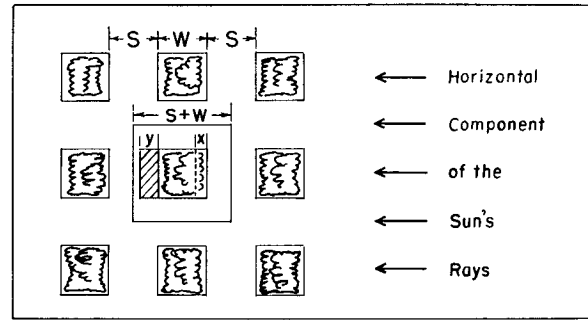 S W S
Horizontal
S+W
Component
y x
of the
Sun's
Rays